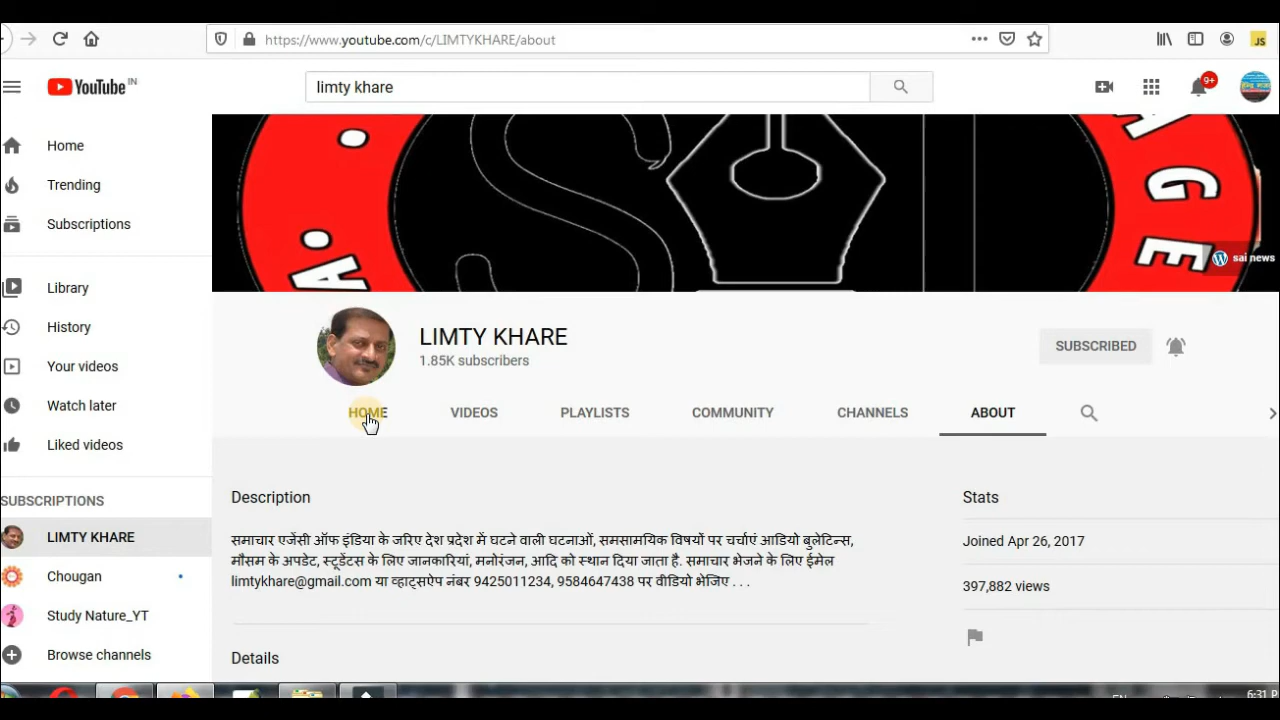 https://www.youtube.com/c/LIMTYKHARE/about
JS
YouTube IN
limty khare
9+
Home
Trending
Subscriptions
Library
History
Your videos
Watch later
Liked videos
SUBSCRIPTIONS
LIMTY KHARE
Chougan
Study Nature_YT
Browse channels
A
AGE
sai news
LIMTY KHARE
1.85K subscribers
SUBSCRIBED
HOME VIDEOS PLAYLISTS COMMUNITY CHANNELS ABOUT
Description
समाचार एजेंसी ऑफ इंडिया के जरिए देश प्रदेश में घटने वाली घटनाओं, समसामयिक विषयों पर चर्चाएं आडियो बुलेटिन्स,
मौसम के अपडेट, स्टूडेंटस के लिए जानकारियां, मनोरंजन, आदि को स्थान दिया जाता है. समाचार भेजने के लिए ईमेल
limtykhare@gmail.com या व्हाट्सऐप नंबर 9425011234, 9584647438 पर वीडियो भेजिए . . .
Details
Stats
Joined Apr 26, 2017
397,882 views
6:31 P